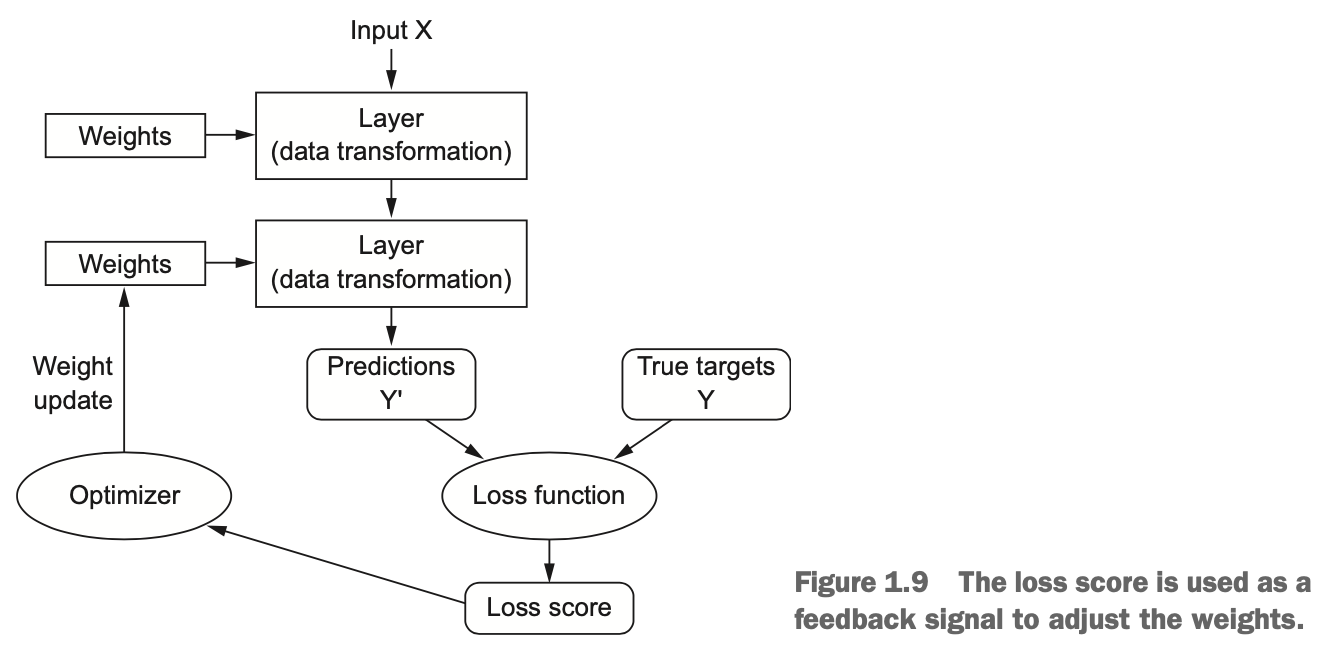 Input X
Weights
Layer
(data transformation)
Weights
Layer
(data transformation)
Weight
update
Predictions
Y'
True targets
Y
Optimizer
Loss function
Loss score
Figure 1.9 The loss score is used as a
feedback signal to adjust the weights.